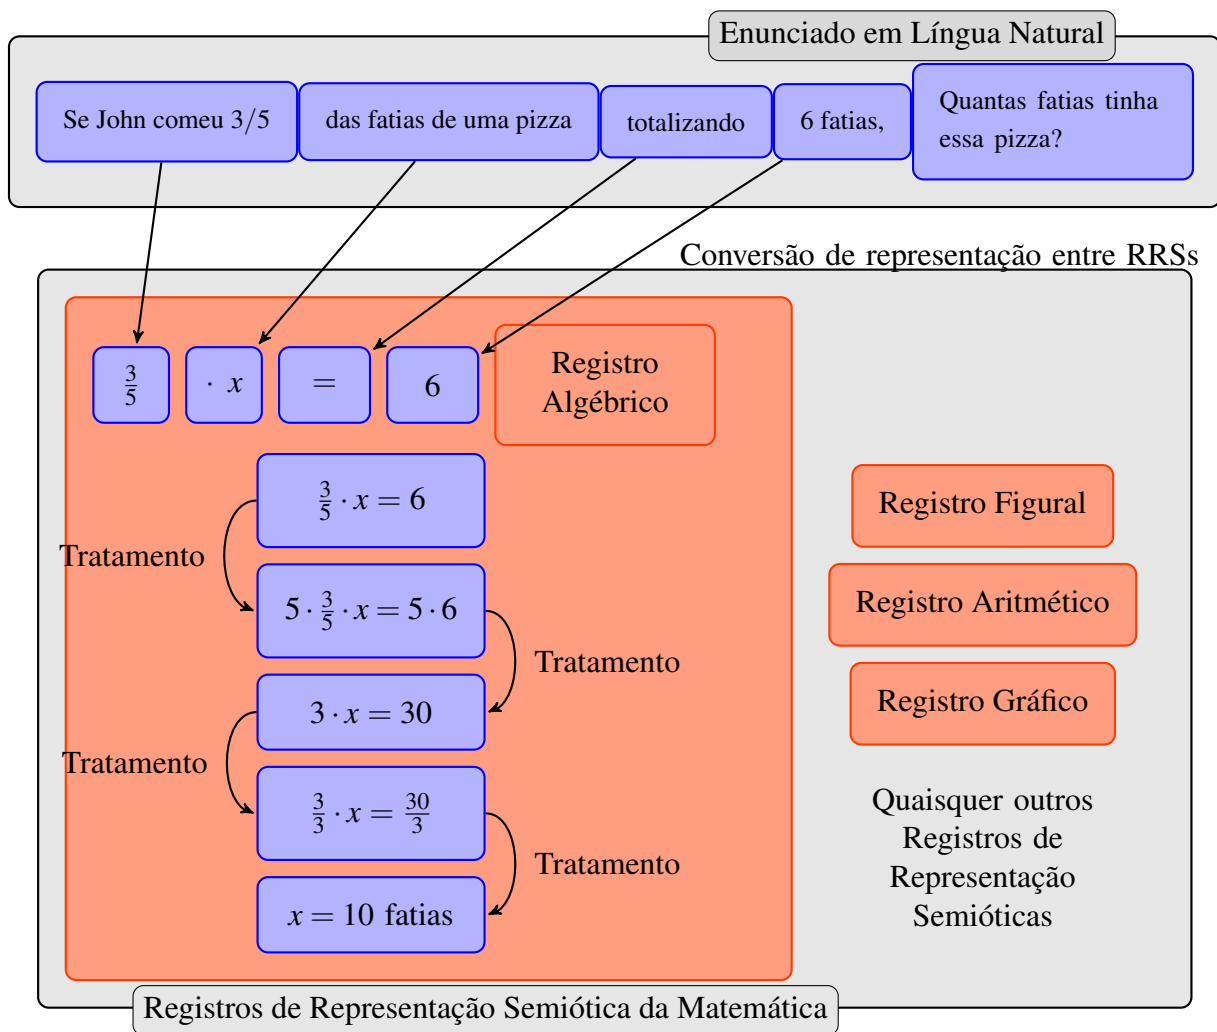 Enunciado em Língua Natural
Se John comeu 3/5
das fatias de uma pizza
totalizando
6 fatias,
Quantas fatias tinha
essa pizza?
Conversão de representação entre RRSs
3/5
· x
=
6
Registro
Algébrico
3/5 · x = 6
Tratamento
5 · 3/5 · x = 5 · 6
Tratamento
3 · x = 30
Tratamento
3/3 · x = 30/3
Tratamento
x = 10 fatias
Registro Figural
Registro Aritmético
Registro Gráfico
Quaisquer outros
Registros de
Representação
Semióticas
Registros de Representação Semiótica da Matemática